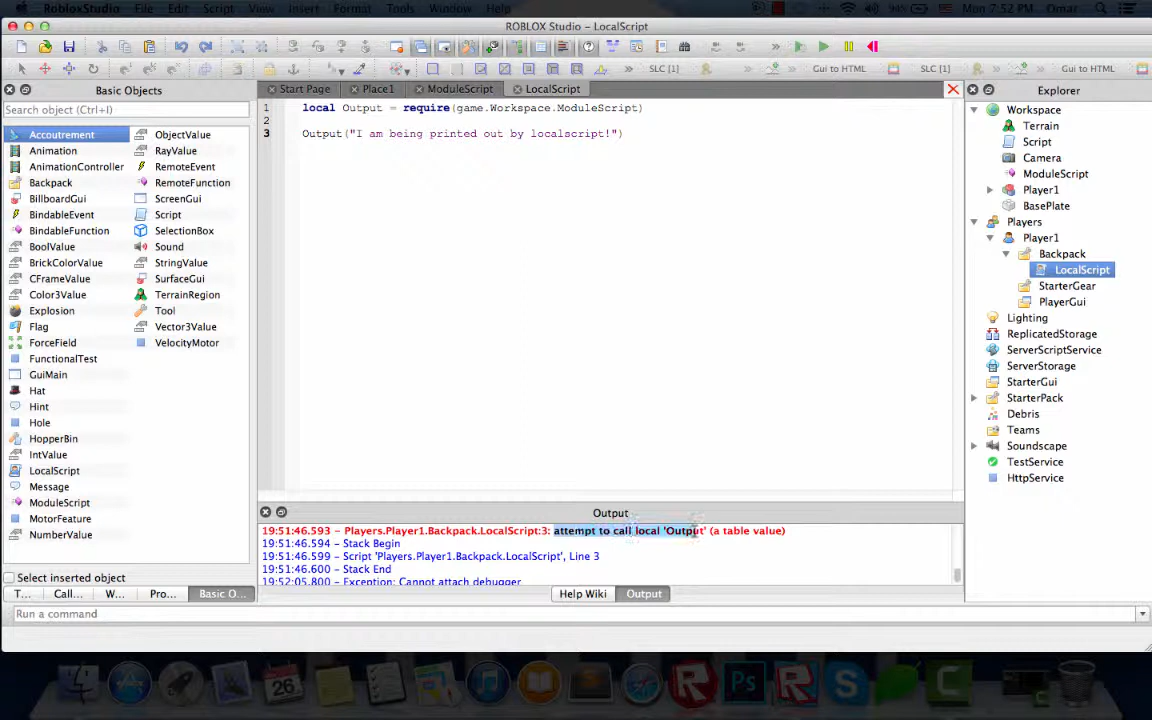 RobloxStudio File Edit Script View Insert Format Tools Window Help 94% Mon 7:52 PM Omar
ROBLOX Studio - LocalScript
SLC [1] Gui to HTML SLC [1] Gui to HTML
Basic Objects
Search object (Command+I)
Accoutrement
Animation
AnimationController
Backpack
BillboardGui
BindableEvent
BindableFunction
BoolValue
BrickColorValue
CFrameValue
Color3Value
Explosion
Flag
ForceField
FunctionalTest
GuiMain
Hat
Hint
Hole
HopperBin
IntValue
LocalScript
Message
ModuleScript
MotorFeature
NumberValue
ObjectValue
RayValue
RemoteEvent
RemoteFunction
ScreenGui
Script
SelectionBox
Sound
StringValue
SurfaceGui
TerrainRegion
Tool
Vector3Value
VelocityMotor
Select inserted object
T... Call... W... Pro... Basic O...
Start Page Place1 ModuleScript LocalScript
1 local Output = require(game.Workspace.ModuleScript)
2
3 Output("I am being printed out by localscript!")
Output
19:51:46.593 - Players.Player1.Backpack.LocalScript:3: attempt to call local 'Output' (a table value)
19:51:46.594 - Stack Begin
19:51:46.599 - Script 'Players.Player1.Backpack.LocalScript', Line 3
19:51:46.600 - Stack End
19:52:05.800 - Exception: Cannot attach debugger
Help Wiki Output
Explorer
Workspace
Terrain
Script
Camera
ModuleScript
Player1
BasePlate
Players
Player1
Backpack
LocalScript
StarterGear
PlayerGui
Lighting
ReplicatedStorage
ServerScriptService
ServerStorage
StarterGui
StarterPack
Debris
Teams
Soundscape
TestService
HttpService
Run a command
26
Ps